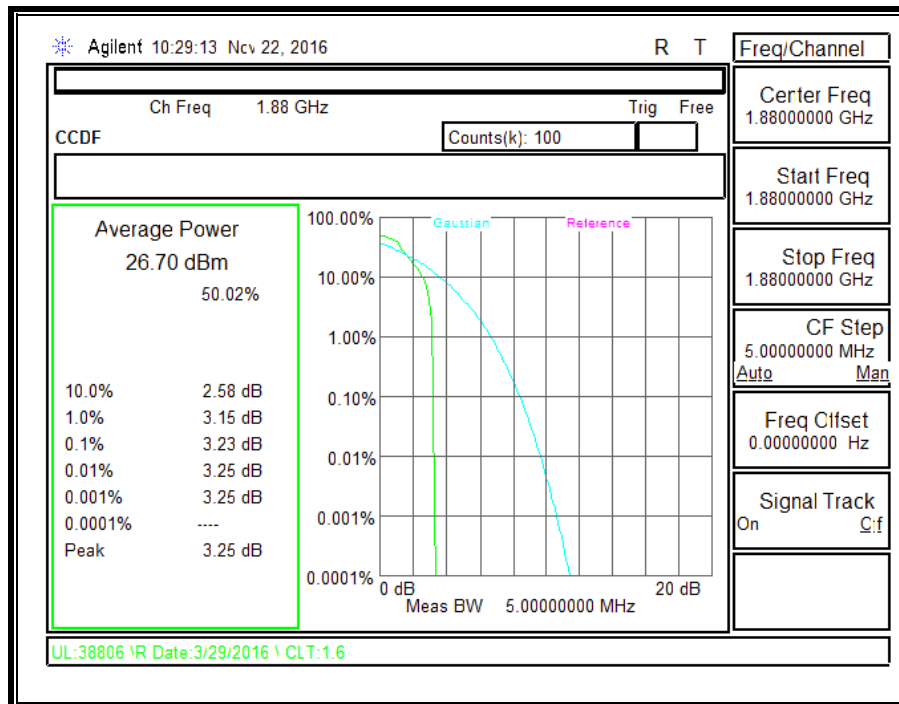 Agilent 10:29:13 Nov 22, 2016 R T
Freq/Channel
Ch Freq 1.88 GHz Trig Free
CCDF Counts(k): 100
Average Power
26.70 dBm
50.02%
10.0% 2.58 dB
1.0% 3.15 dB
0.1% 3.23 dB
0.01% 3.25 dB
0.001% 3.25 dB
0.0001% ----
Peak 3.25 dB
Gaussian Reference
100.00%
10.00%
1.00%
0.10%
0.01%
0.001%
0.0001%
0 dB 20 dB
Meas BW 5.00000000 MHz
Center Freq
1.88000000 GHz
Start Freq
1.88000000 GHz
Stop Freq
1.88000000 GHz
CF Step
5.00000000 MHz
Auto Man
Freq Offset
0.00000000 Hz
Signal Track
On Off
UL:38806 \R Date:3/29/2016 \ CLT:1.6